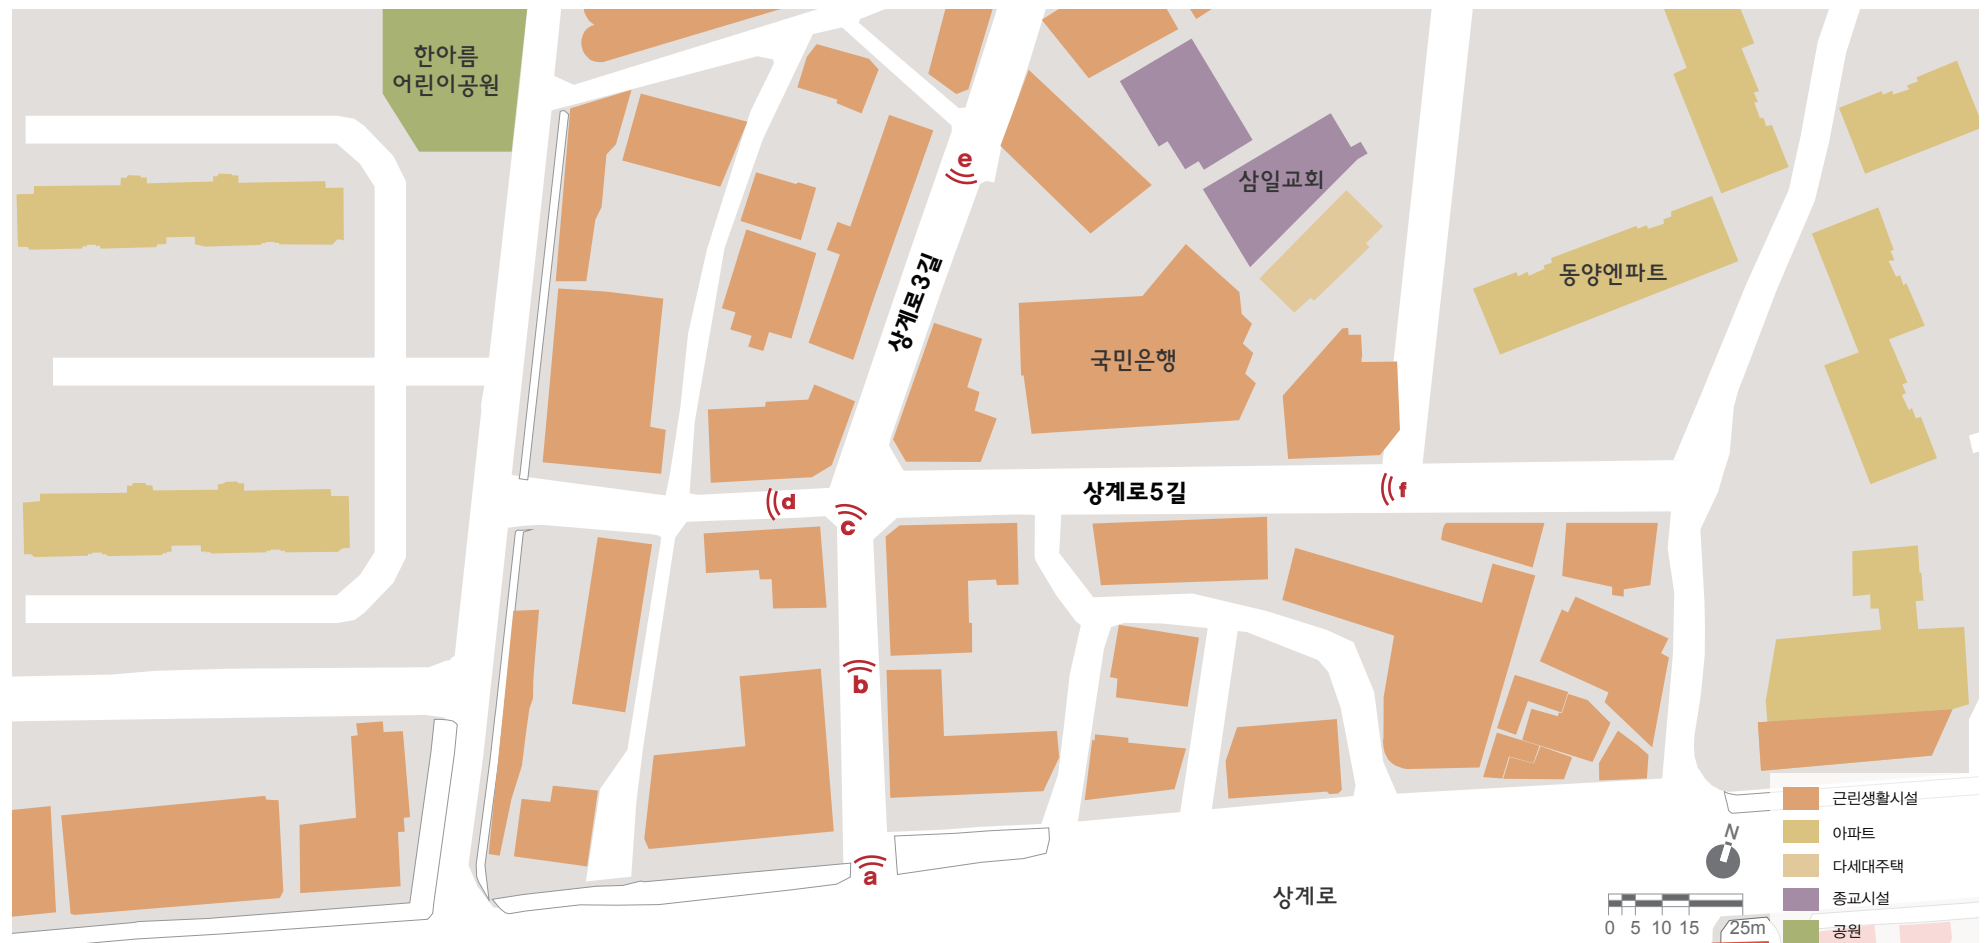 한아름
어린이공원
e
삼일교회
상계로3길
동양엔파트
국민은행
상계로5길
f
d
c
b
a
상계로
N
0 5 10 15 25m
근린생활시설
아파트
다세대주택
종교시설
공원